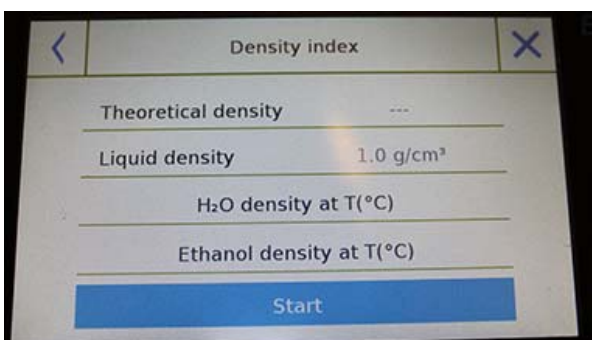 Density index
Theoretical density ---
Liquid density 1.0 g/cm³
H₂O density at T(°C)
Ethanol density at T(°C)
Start